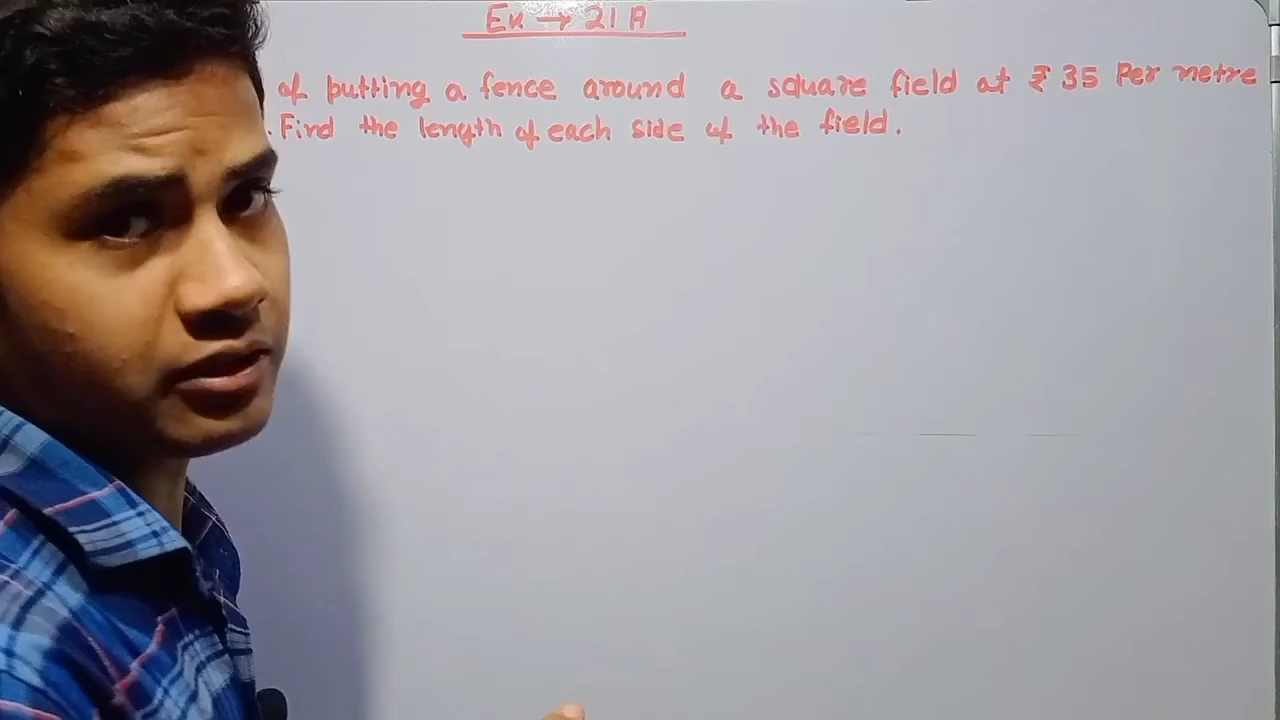 Ex → 21 A
of putting a fence around a square field at ₹ 35 Per metre
. Find the length of each side of the field.